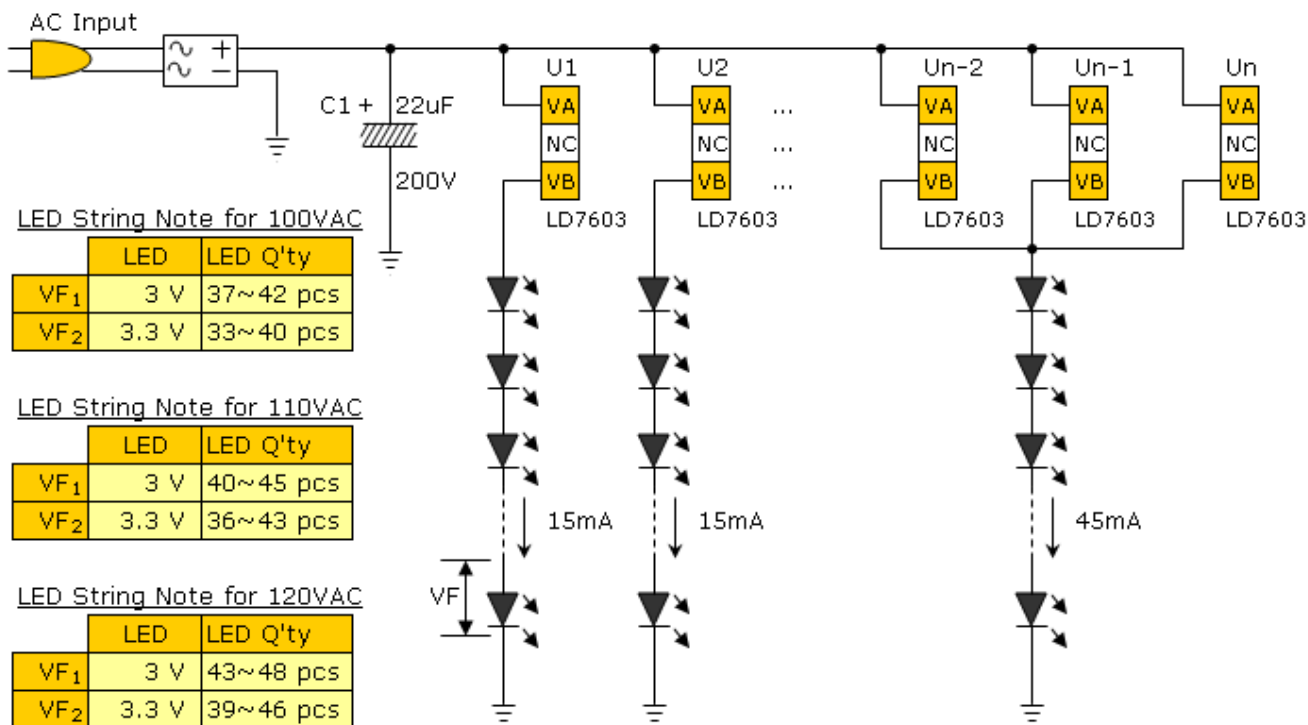 AC Input
∿ +
∿ −
C1 + 22uF
200V
U1
VA
NC
VB
LD7603
U2
VA
NC
VB
LD7603
...
...
...
Un-2
VA
NC
VB
LD7603
Un-1
VA
NC
VB
LD7603
Un
VA
NC
VB
LD7603
LED String Note for 100VAC
LED LED Q'ty
VF₁ 3 V 37~42 pcs
VF₂ 3.3 V 33~40 pcs
LED String Note for 110VAC
LED LED Q'ty
VF₁ 3 V 40~45 pcs
VF₂ 3.3 V 36~43 pcs
LED String Note for 120VAC
LED LED Q'ty
VF₁ 3 V 43~48 pcs
VF₂ 3.3 V 39~46 pcs
15mA
15mA
45mA
VF